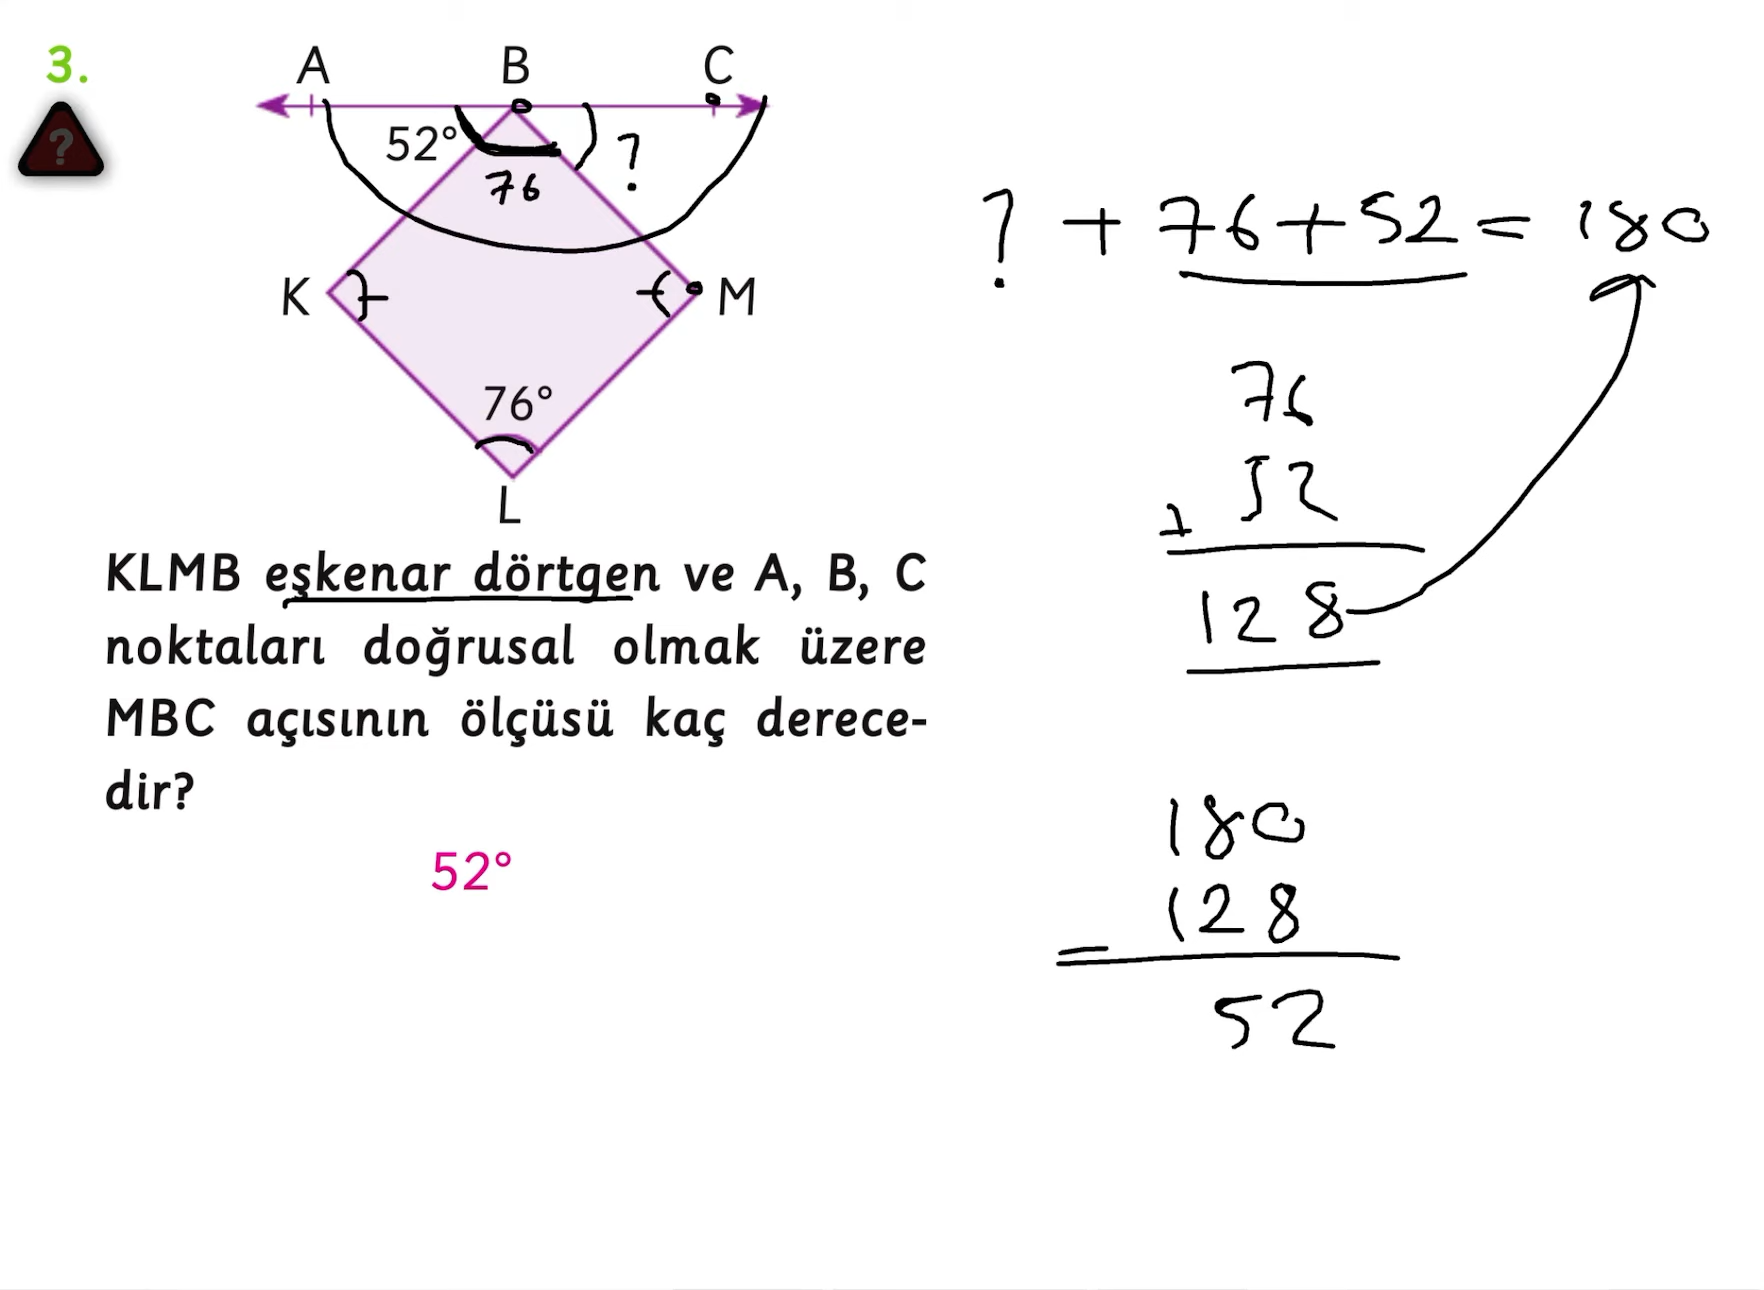 3.
?
A B C
52°
76
?
K M
76°
L
KLMB eşkenar dörtgen ve A, B, C
noktaları doğrusal olmak üzere
MBC açısının ölçüsü kaç derece-
dir?
52°
? + 76 + 52 = 180
76
+ 52
128
180
- 128
52